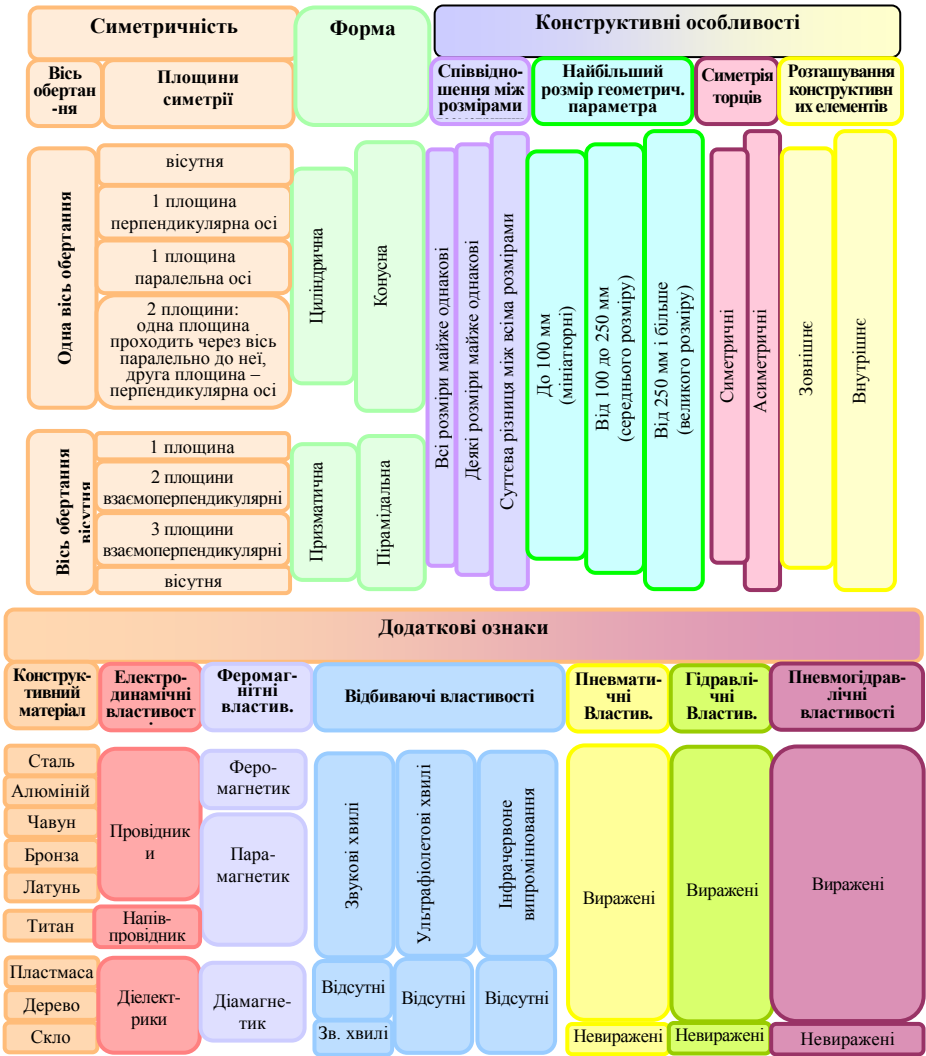 Симетричність
Форма
Конструктивні особливості
Вісь
обертан-
ня
Площини
симетрії
Співвідно-
шення між
розмірами
Найбільший
розмір геометрич.
параметра
Симетрія
торців
Розташування
конструктивн
их елементів
Одна вісь обертання
вісутня
1 площина
перпендикулярна осі
1 площина
паралельна осі
2 площини:
одна площина
проходить через вісь
паралельно до неї,
друга площина –
перпендикулярна осі
Вісь обертання
вісутня
1 площина
2 площини
взаємоперпендикулярні
3 площини
взаємоперпендикулярні
вісутня
Циліндрична
Конусна
Призматична
Пірамідальна
Всі розміри майже однакові
Деякі розміри майже однакові
Суттєва різниця між всіма розмірами
До 100 мм
(мініатюрні)
Від 100 до 250 мм
(середнього розміру)
Від 250 мм і більше
(великого розміру)
Симетричні
Асиметричні
Зовнішнє
Внутрішнє
Додаткові ознаки
Конструк-
тивний
матеріал
Електро-
динамічні
властивост
Феромаг-
нітні
властив.
Відбиваючі властивості
Пневмати-
чні
Властив.
Гідравлі-
чні
Властив.
Пневмогідрав-
лічні
властивості
Сталь
Алюміній
Чавун
Бронза
Латунь
Титан
Пластмаса
Дерево
Скло
Провідник
и
Напів-
провідник
Діелект-
рики
Феро-
магнетик
Пара-
магнетик
Діамагне-
тик
Звукові хвилі
Ультрафіолетові хвилі
Інфрачервоне
випромінювання
Відсутні
Зв. хвилі
Відсутні
Відсутні
Виражені
Невиражені
Виражені
Невиражені
Виражені
Невиражені